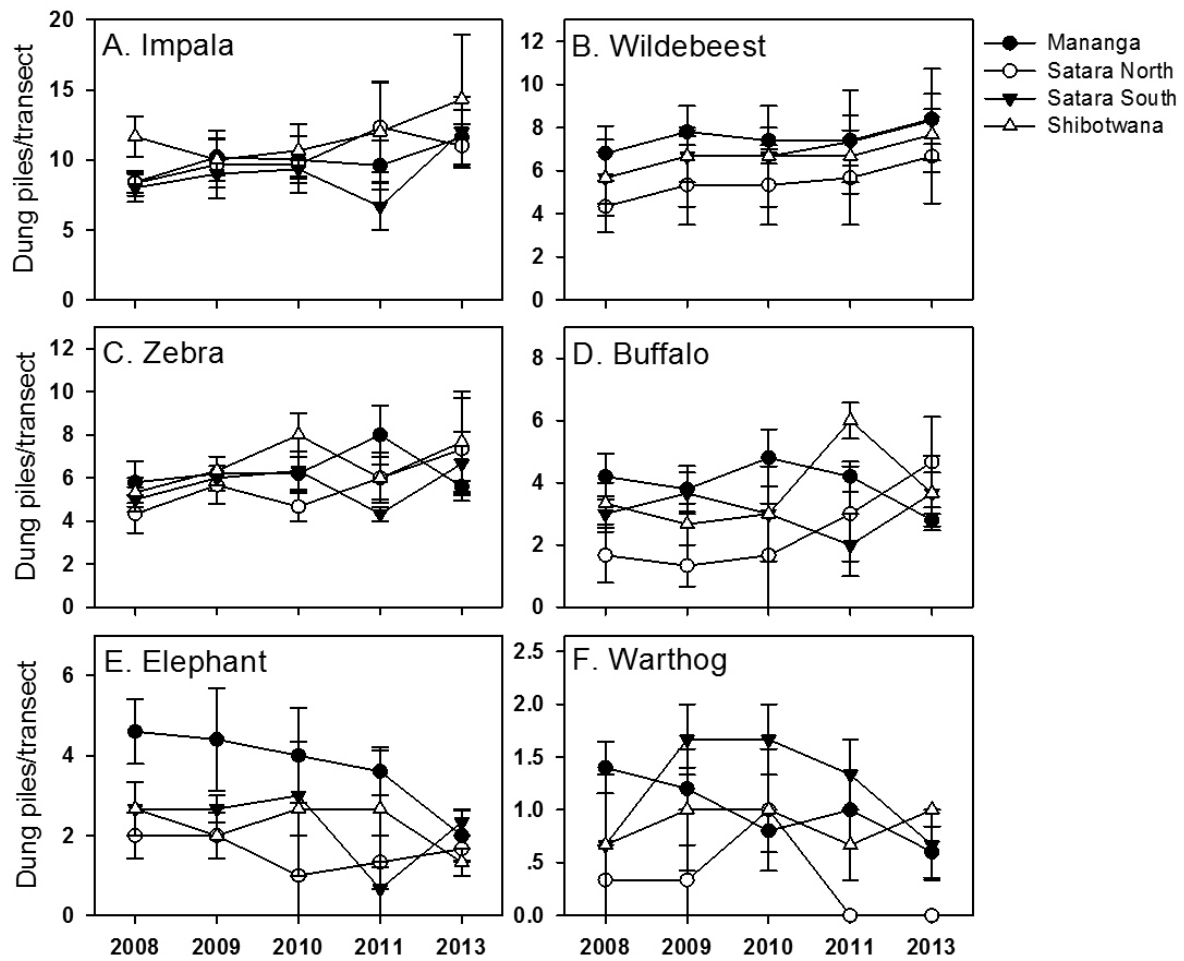 A. Impala
Dung piles/transect
20
15
10
5
0
B. Wildebeest
12
10
8
6
4
2
0
Mananga
Satara North
Satara South
Shibotwana
C. Zebra
Dung piles/transect
12
10
8
6
4
2
0
D. Buffalo
8
6
4
2
0
E. Elephant
Dung piles/transect
6
4
2
0
2008 2009 2010 2011 2013
F. Warthog
2.5
2.0
1.5
1.0
.5
0.0
2008 2009 2010 2011 2013